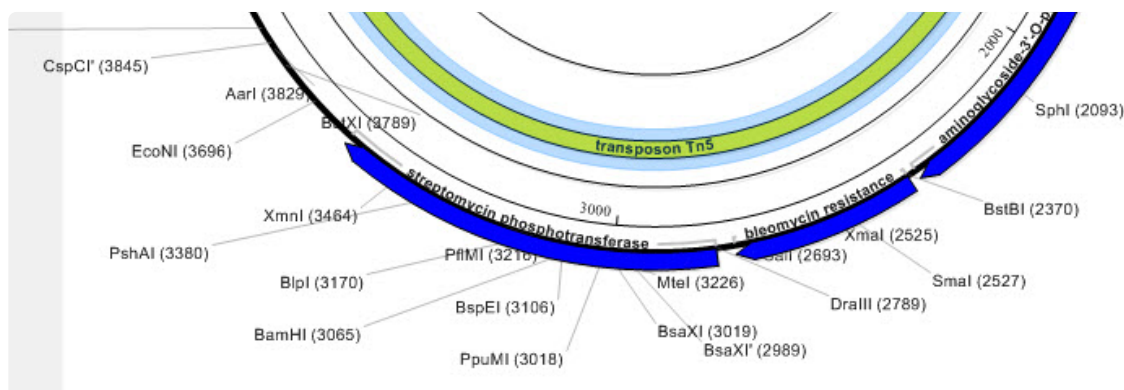 2000
aminoglycoside-3'-O-p
CspCI' (3845)
AarI (3829)
SphI (2093)
BstXI (3789)
EcoNI (3696)
transposon Tn5
streptomycin phosphotransferase
bleomycin resistance
3000
XmnI (3464)
BstBI (2370)
PshAI (3380)
XmaI (2525)
PflMI (3216)
SalI (2693)
BlpI (3170)
MteI (3226)
SmaI (2527)
BspEI (3106)
DraIII (2789)
BamHI (3065)
BsaXI (3019)
BsaXI' (2989)
PpuMI (3018)